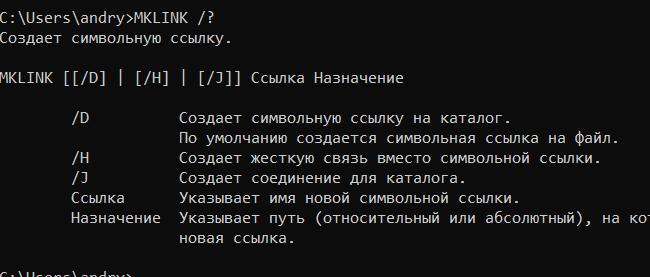 C:\Users\andry>MKLINK /?
Создает символьную ссылку.
MKLINK [[/D] | [/H] | [/J]] Ссылка Назначение
/D Создает символьную ссылку на каталог.
По умолчанию создается символьная ссылка на файл.
/H Создает жесткую связь вместо символьной ссылки.
/J Создает соединение для каталога.
Ссылка Указывает имя новой символьной ссылки.
Назначение Указывает путь (относительный или абсолютный), на
новая ссылка.
C:\Users\andry>